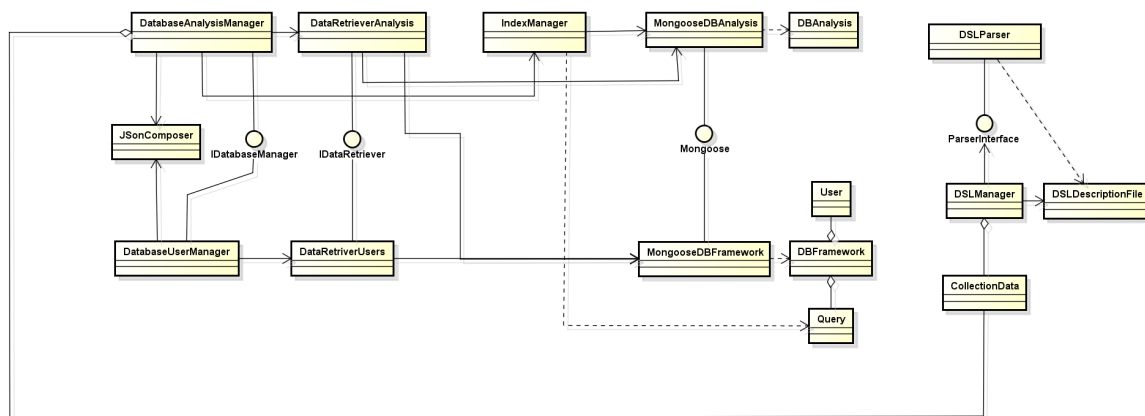 DatabaseAnalysisManager
DataRetrieverAnalysis
IndexManager
MongooseDBAnalysis
DBAnalysis
DSLParser
JSonComposer
IDatabaseManager
IDataRetriever
Mongoose
ParserInterface
User
DSLManager
DSLDescriptionFile
DatabaseUserManager
DataRetriverUsers
MongooseDBFramework
DBFramework
CollectionData
Query